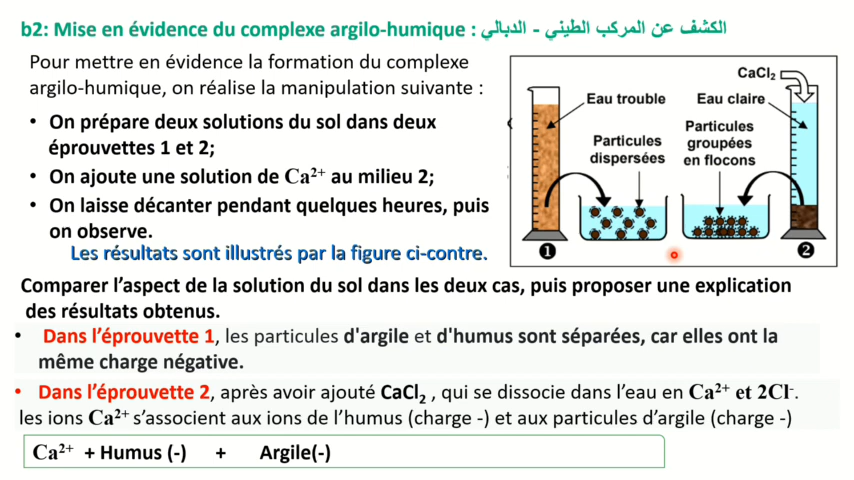 b2: Mise en évidence du complexe argilo-humique : الكشف عن المركب الطيني - الدبالي
Pour mettre en évidence la formation du complexe
argilo-humique, on réalise la manipulation suivante :
• On prépare deux solutions du sol dans deux
éprouvettes 1 et 2;
• On ajoute une solution de Ca²⁺ au milieu 2;
• On laisse décanter pendant quelques heures, puis
on observe.
Les résultats sont illustrés par la figure ci-contre.
CaCl₂
Eau trouble
Eau claire
Particules
dispersées
Particules
groupées
en flocons
1
2
Comparer l’aspect de la solution du sol dans les deux cas, puis proposer une explication
des résultats obtenus.
• Dans l’éprouvette 1, les particules d'argile et d'humus sont séparées, car elles ont la
même charge négative.
• Dans l’éprouvette 2, après avoir ajouté CaCl₂ , qui se dissocie dans l’eau en Ca²⁺ et 2Cl⁻.
les ions Ca²⁺ s’associent aux ions de l’humus (charge -) et aux particules d’argile (charge -)
Ca²⁺ + Humus (-) + Argile(-)